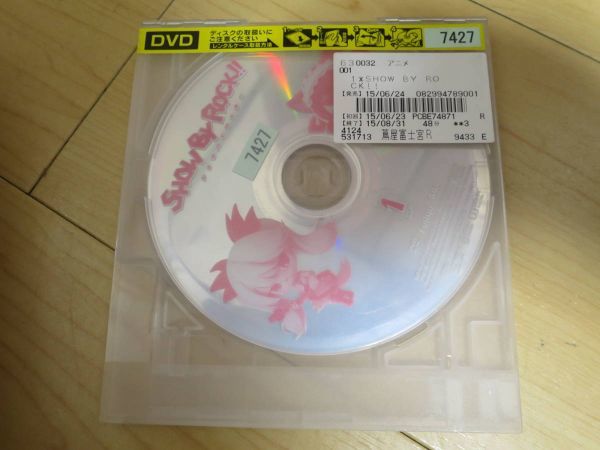 DVD
ディスクの取扱いに
ご注意ください
レンタルケース取扱方法
7427
630032 アニメ
001
1*SHOW BY RO
CK!!
【発売】15/06/24 082994789001
【初回】15/06/23 PCBE74871 R
【終了】15/08/31 48分 **3
4124
531713 蔦屋富士宮R 9433 E
SHOW BY ROCK!!
7427
1